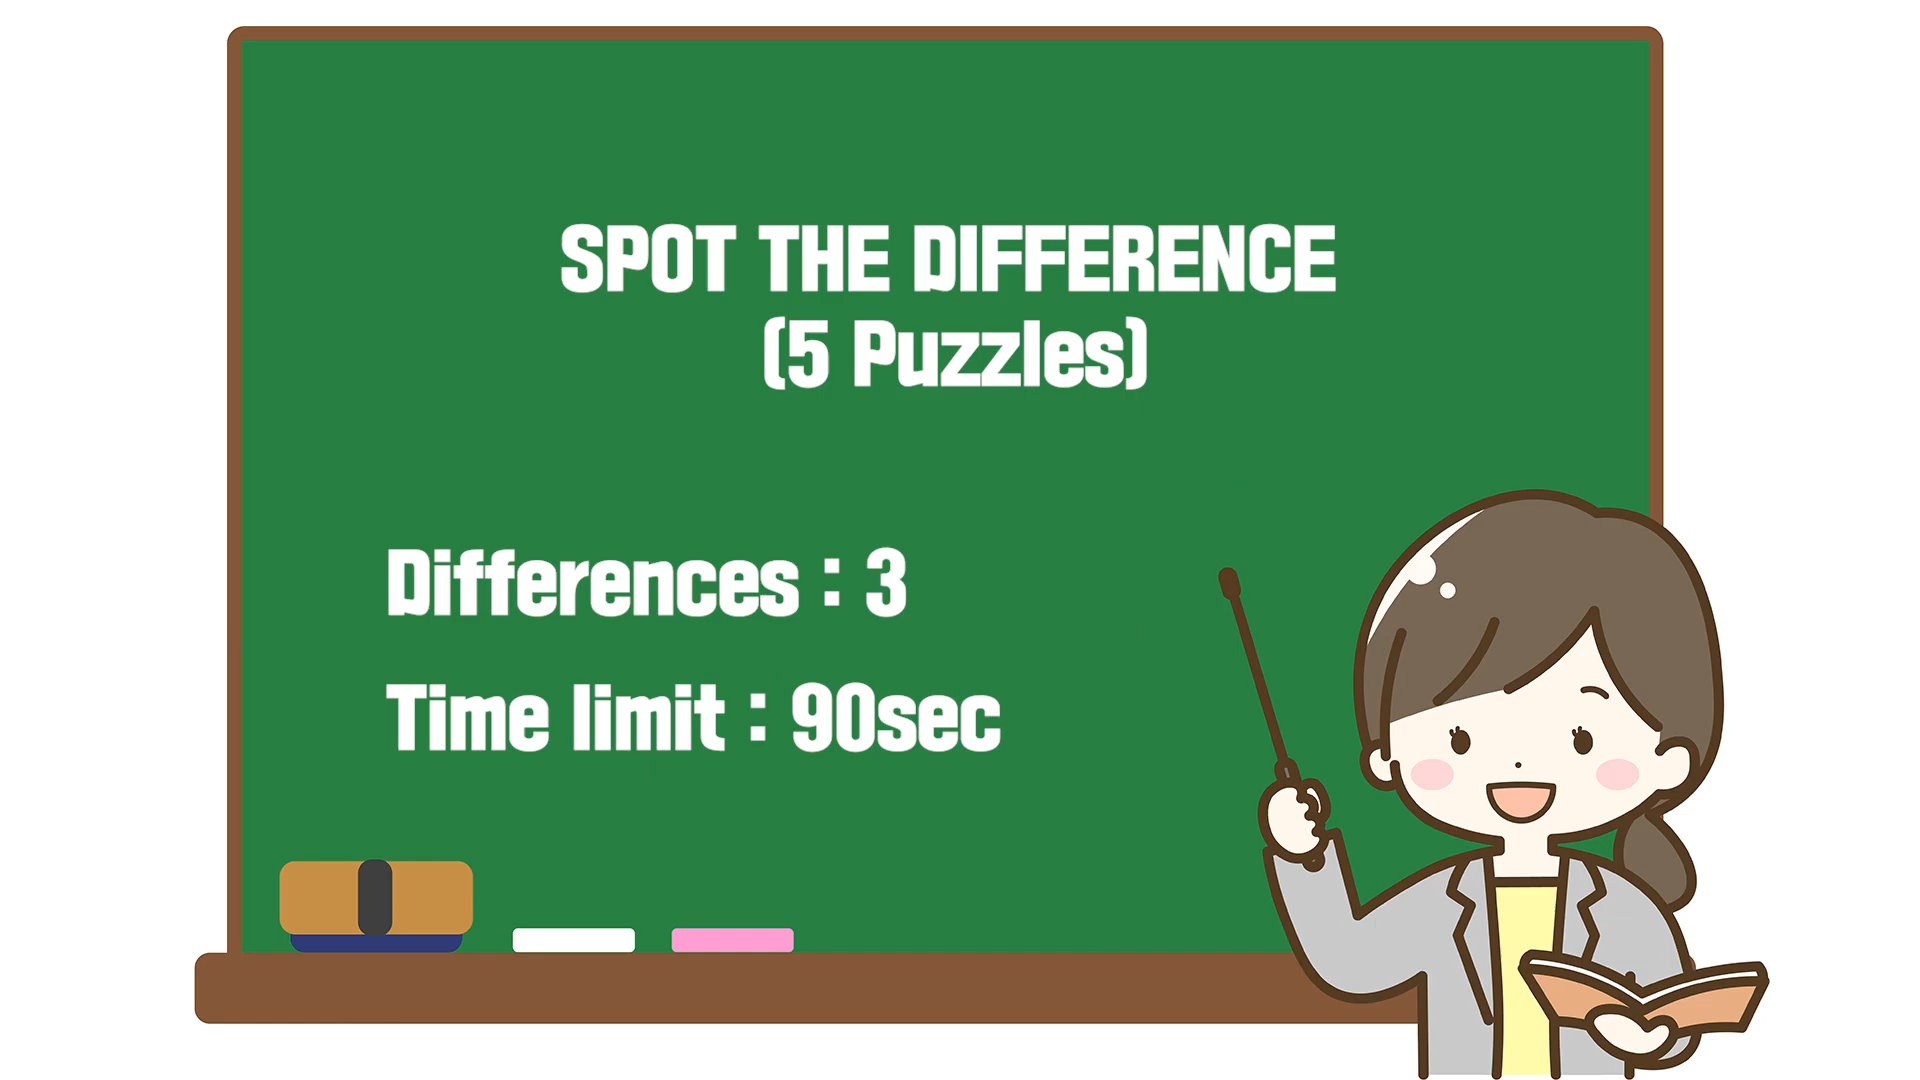 SPOT THE DIFFERENCE
(5 Puzzles)
Differences : 3
Time limit : 90sec